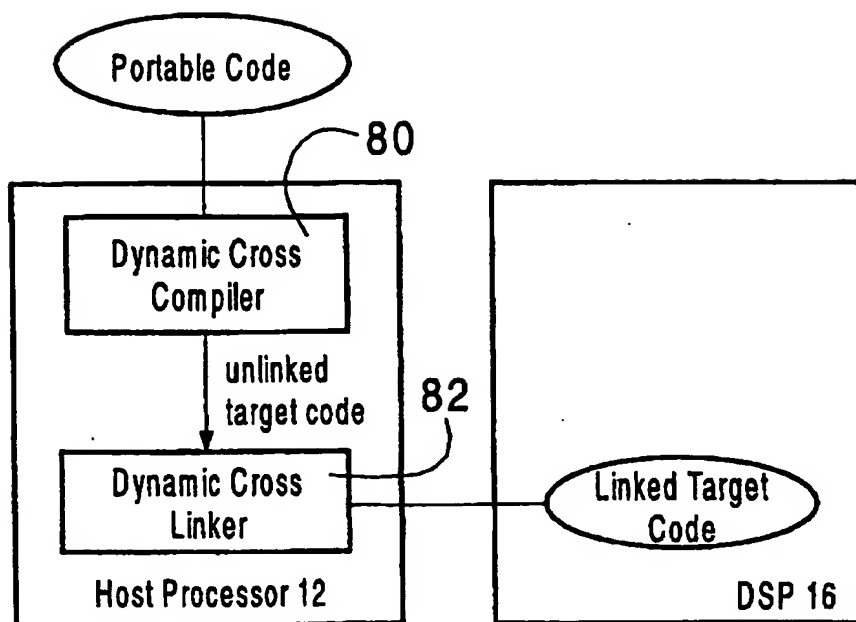 Portable Code
80
Dynamic Cross
Compiler
unlinked
target code
82
Dynamic Cross
Linker
Linked Target
Code
Host Processor 12
DSP 16